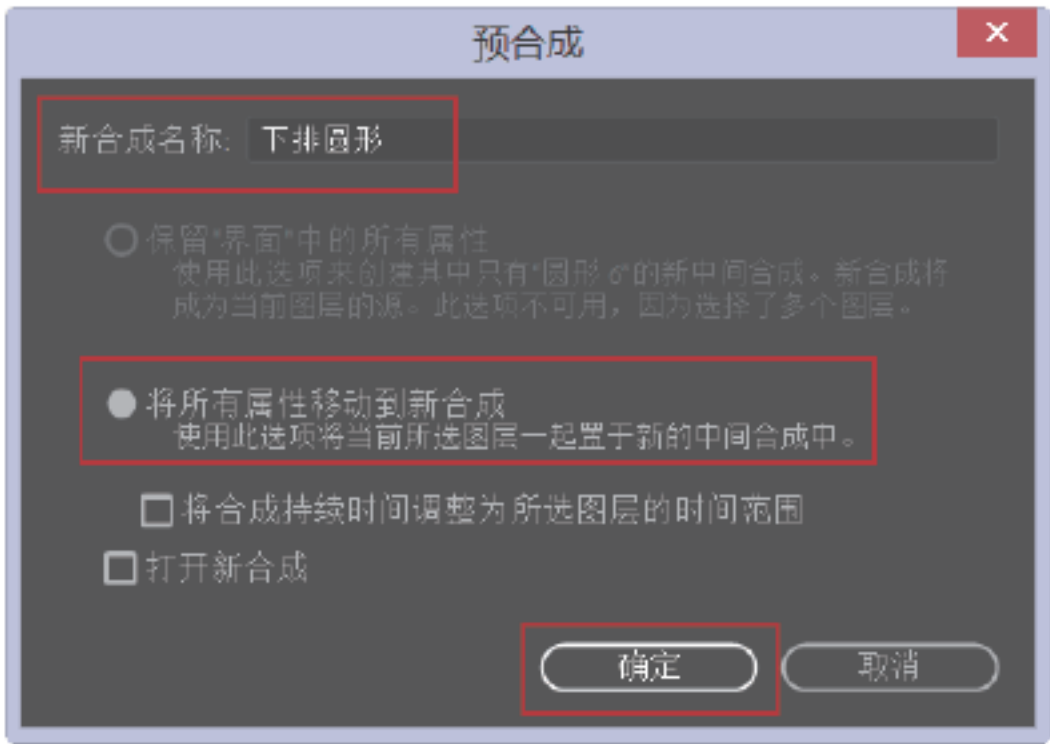 预合成
新合成名称: 下排圆形
保留"界面"中的所有属性
使用此选项来创建其中只有"圆形 6"的新中间合成。新合成将
成为当前图层的源。此选项不可用，因为选择了多个图层。
将所有属性移动到新合成
使用此选项将当前所选图层一起置于新的中间合成中。
将合成持续时间调整为所选图层的时间范围
打开新合成
确定 取消